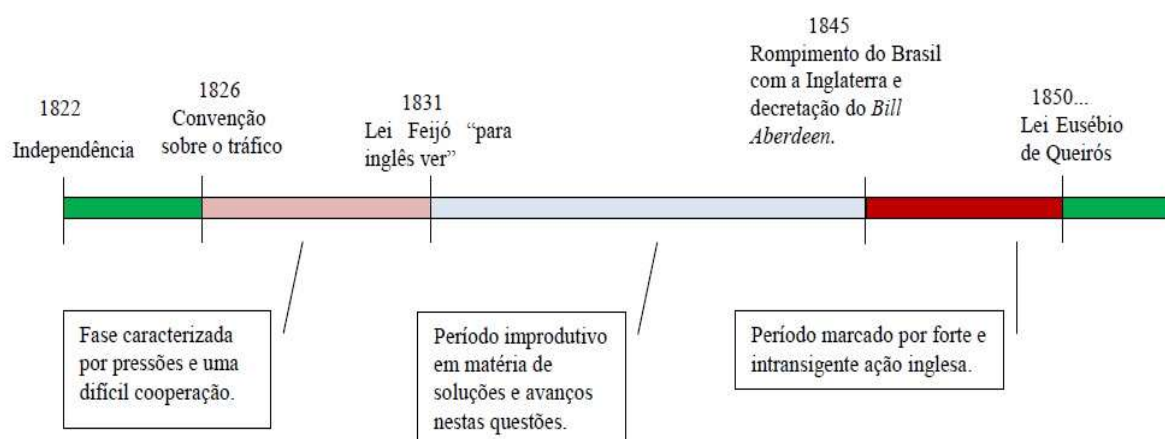 1822
Independência
1826
Convenção
sobre o tráfico
1831
Lei Feijó “para
inglês ver”
1845
Rompimento do Brasil
com a Inglaterra e
decretação do Bill
Aberdeen.
1850...
Lei Eusébio
de Queirós
Fase caracterizada
por pressões e uma
difícil cooperação.
Período improdutivo
em matéria de
soluções e avanços
nestas questões.
Período marcado por forte e
intransigente ação inglesa.